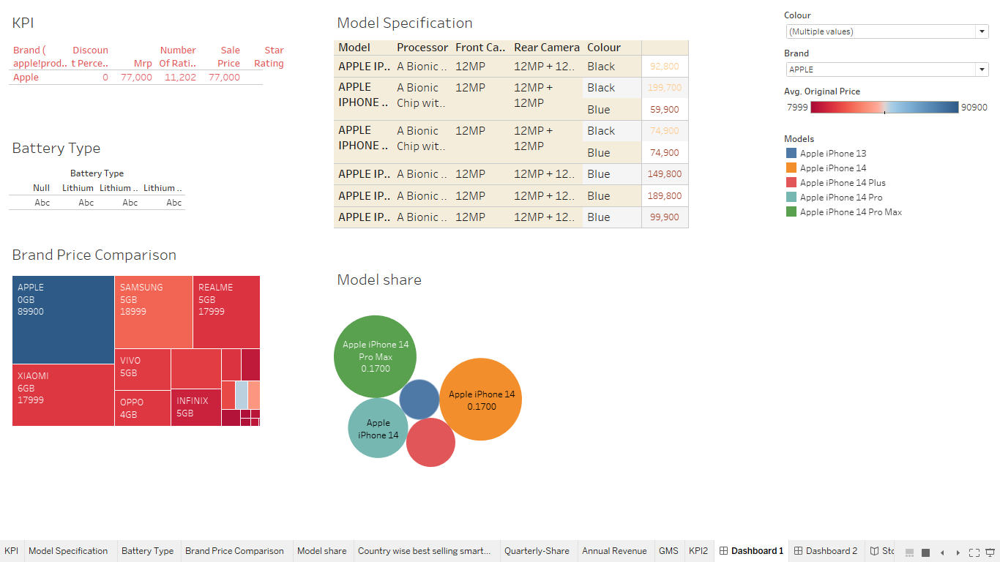 KPI
Brand ( Discoun Number Sale Star
apple!prod.. t Perce.. Mrp Of Rati.. Price Rating
Apple 0 77,000 11,202 77,000
Battery Type
Battery Type
Null Lithium Lithium .. Lithium ..
Abc Abc Abc Abc
Brand Price Comparison
APPLE
0GB
89900
SAMSUNG
5GB
18999
REALME
5GB
17999
XIAOMI
6GB
17999
VIVO
5GB
OPPO
4GB
INFINIX
5GB
Model Specification
Model Processor Front Ca.. Rear Camera Colour
APPLE IP.. A Bionic .. 12MP 12MP + 12.. Black 92,800
APPLE A Bionic 12MP 12MP + Black 199,700
IPHONE .. Chip wit.. 12MP Blue 59,900
APPLE A Bionic 12MP 12MP + Black 74,900
IPHONE .. Chip wit.. 12MP Blue 74,900
APPLE IP.. A Bionic .. 12MP 12MP + 12.. Blue 149,800
APPLE IP.. A Bionic .. 12MP 12MP + 12.. Blue 189,800
APPLE IP.. A Bionic .. 12MP 12MP + 12.. Blue 99,900
Model share
Apple iPhone 14
Pro Max
0.1700
Apple iPhone 14
0.1700
Apple
iPhone 14
Colour
(Multiple values)
Brand
APPLE
Avg. Original Price
7999 90900
Models
Apple iPhone 13
Apple iPhone 14
Apple iPhone 14 Plus
Apple iPhone 14 Pro
Apple iPhone 14 Pro Max
KPI Model Specification Battery Type Brand Price Comparison Model share Country wise best selling smart... Quarterly-Share Annual Revenue GMS KPI2 Dashboard 1 Dashboard 2 Sto